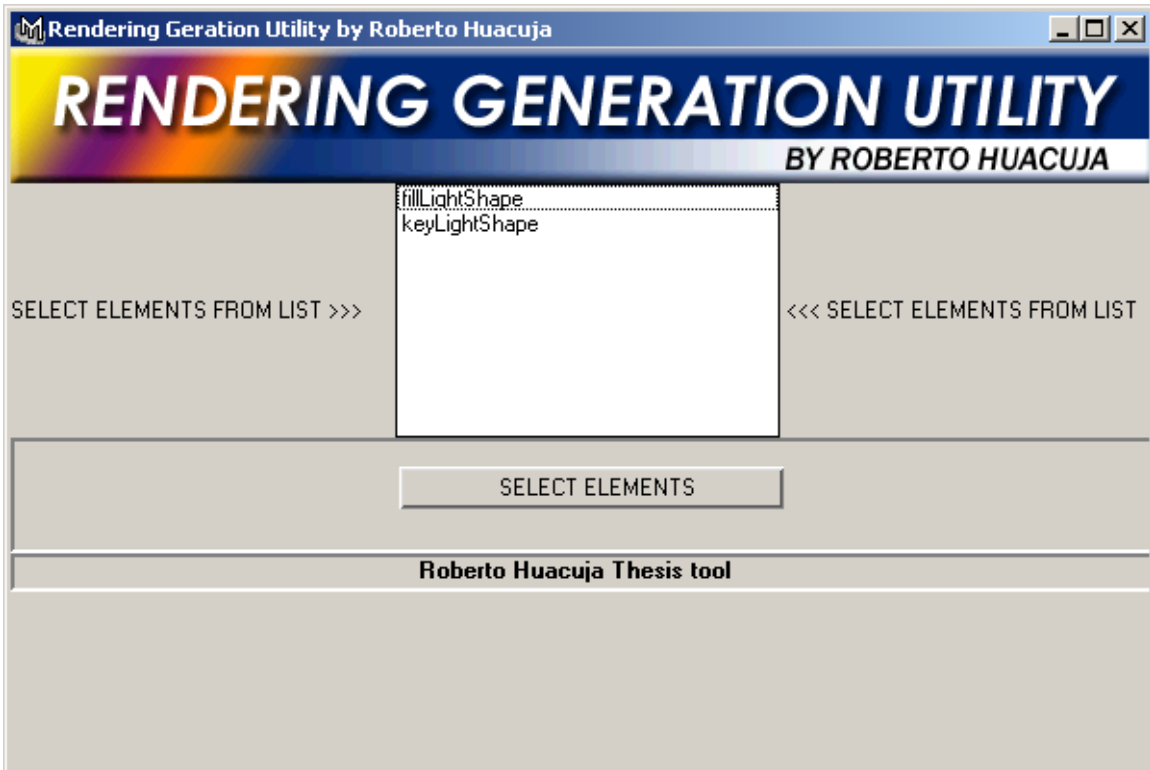 Rendering Geration Utility by Roberto Huacuja
RENDERING GENERATION UTILITY
BY ROBERTO HUACUJA
fillLightShape
keyLightShape
SELECT ELEMENTS FROM LIST >>>
<<< SELECT ELEMENTS FROM LIST
SELECT ELEMENTS
Roberto Huacuja Thesis tool